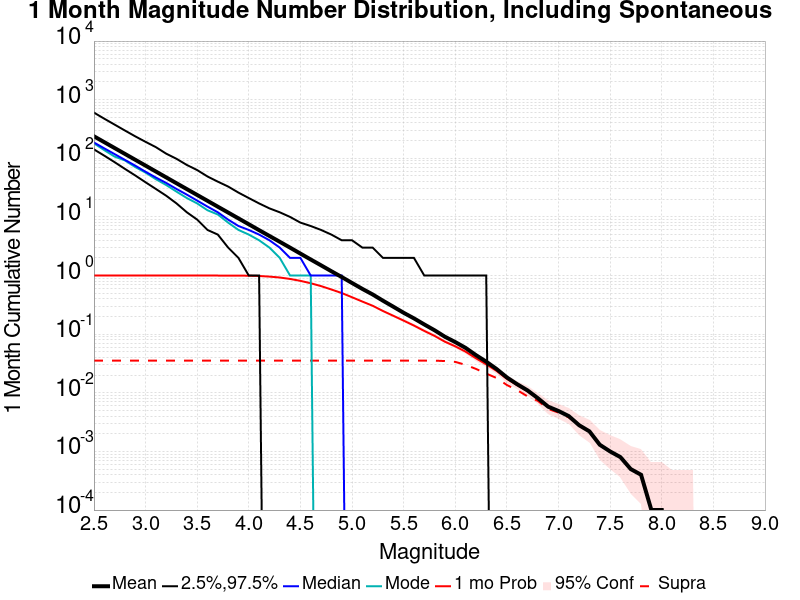 1 Month Magnitude Number Distribution, Including Spontaneous
10^4
10^3
10^2
10^1
10^0
10^-1
10^-2
10^-3
10^-4
1 Month Cumulative Number
2.5 3.0 3.5 4.0 4.5 5.0 5.5 6.0 6.5 7.0 7.5 8.0 8.5 9.0
Magnitude
Mean 2.5%,97.5% Median Mode 1 mo Prob 95% Conf Supra